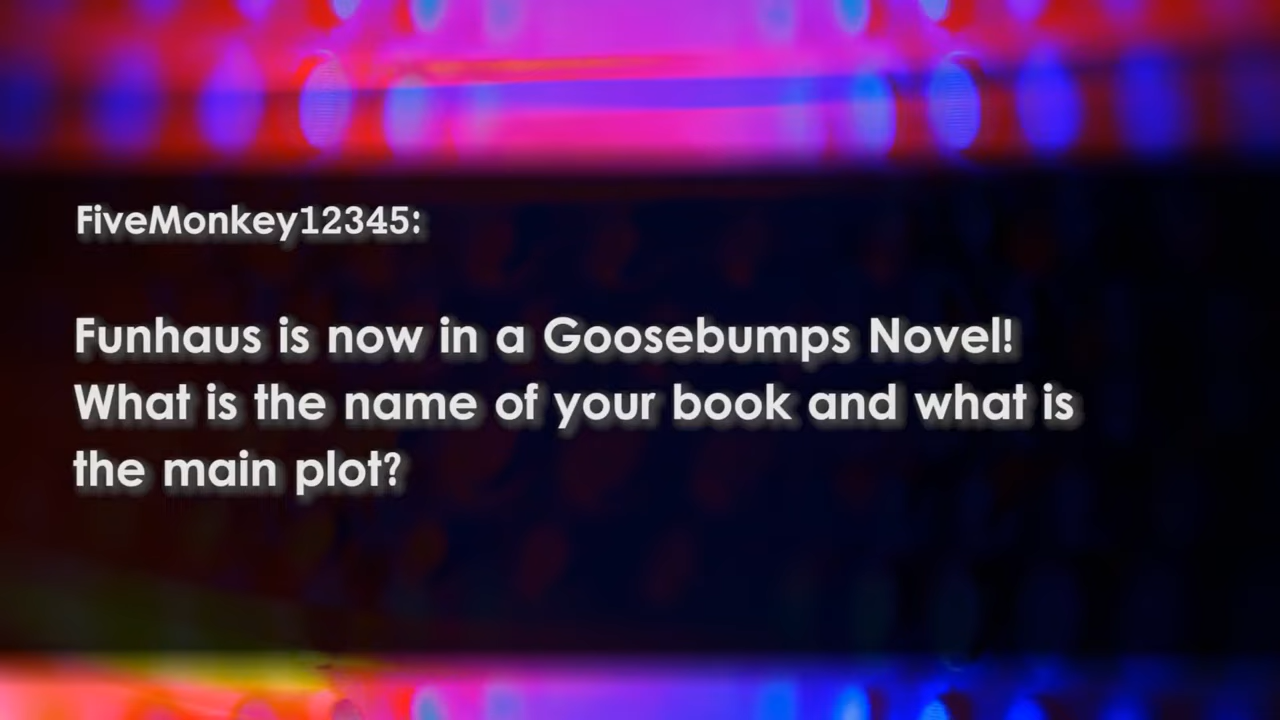 FiveMonkey12345:
Funhaus is now in a Goosebumps Novel!
What is the name of your book and what is
the main plot?